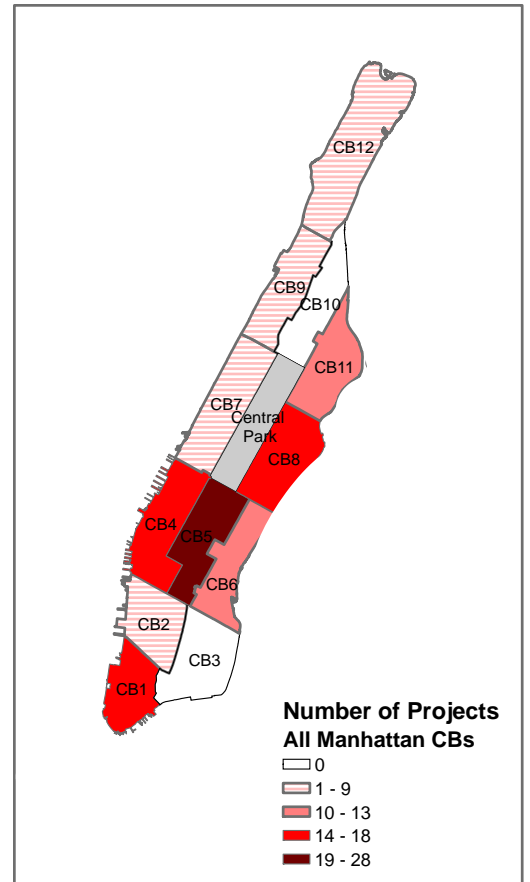 CB12
CB9
CB10
CB11
CB7
Central
Park
CB8
CB4
CB5
CB6
CB2
CB3
CB1
Number of Projects
All Manhattan CBs
0
1 - 9
10 - 13
14 - 18
19 - 28